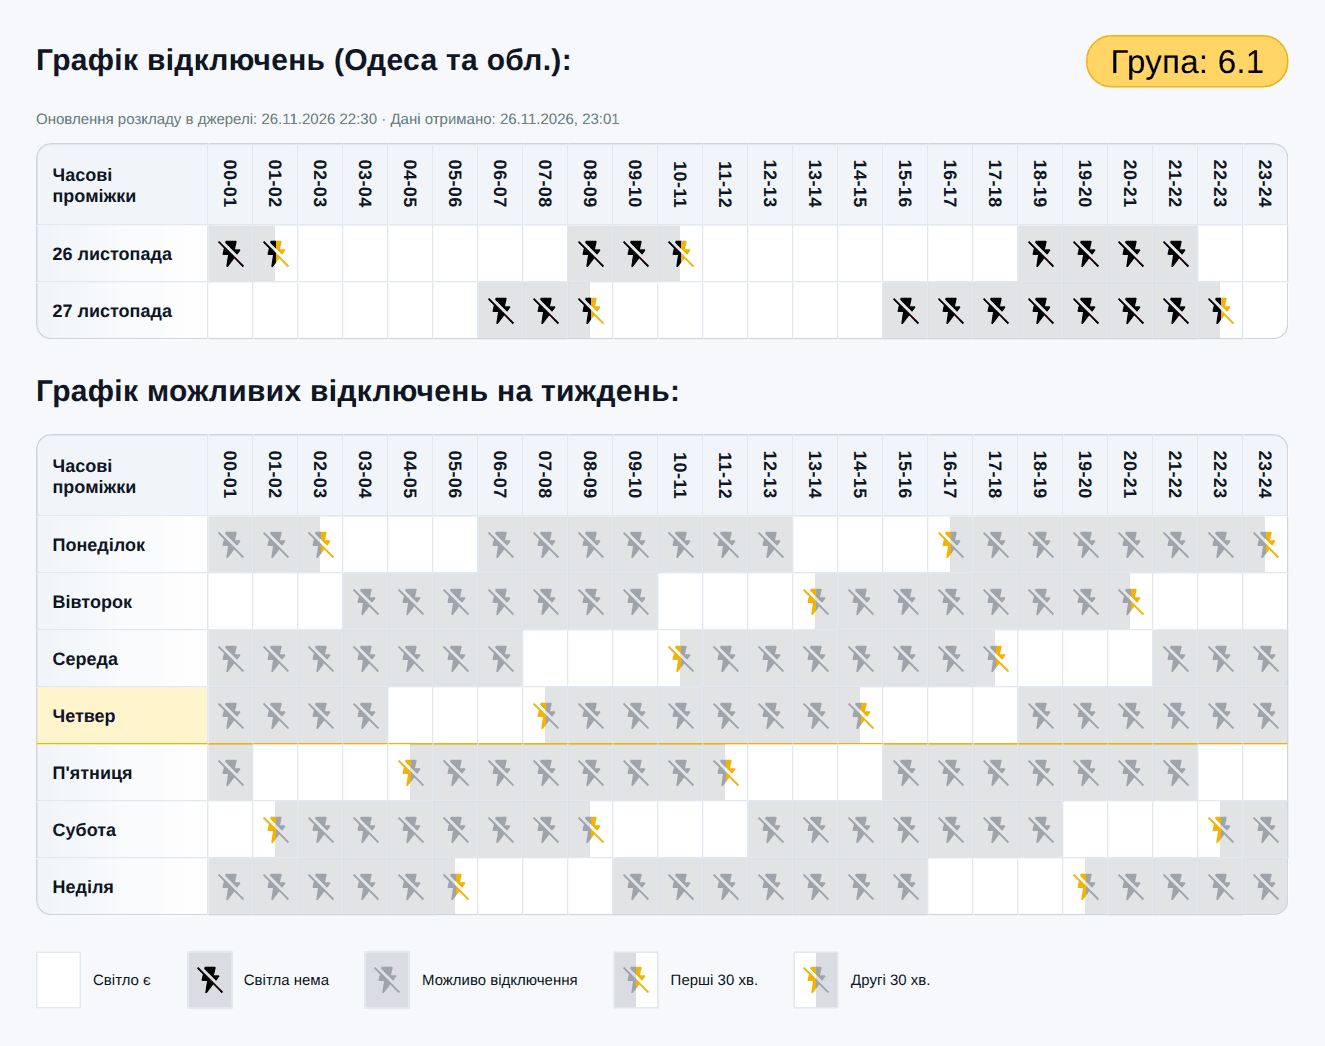 Графік відключень (Одеса та обл.):
Група: 6.1
Оновлення розкладу в джерелі: 26.11.2026 22:30 · Дані отримано: 26.11.2026, 23:01
Часові
проміжки
00-01 01-02 02-03 03-04 04-05 05-06 06-07 07-08 08-09 09-10 10-11 11-12 12-13 13-14 14-15 15-16 16-17 17-18 18-19 19-20 20-21 21-22 22-23 23-24
26 листопада
27 листопада
Графік можливих відключень на тиждень:
Часові
проміжки
00-01 01-02 02-03 03-04 04-05 05-06 06-07 07-08 08-09 09-10 10-11 11-12 12-13 13-14 14-15 15-16 16-17 17-18 18-19 19-20 20-21 21-22 22-23 23-24
Понеділок
Вівторок
Середа
Четвер
П'ятниця
Субота
Неділя
Світло є
Світла нема
Можливо відключення
Перші 30 хв.
Другі 30 хв.